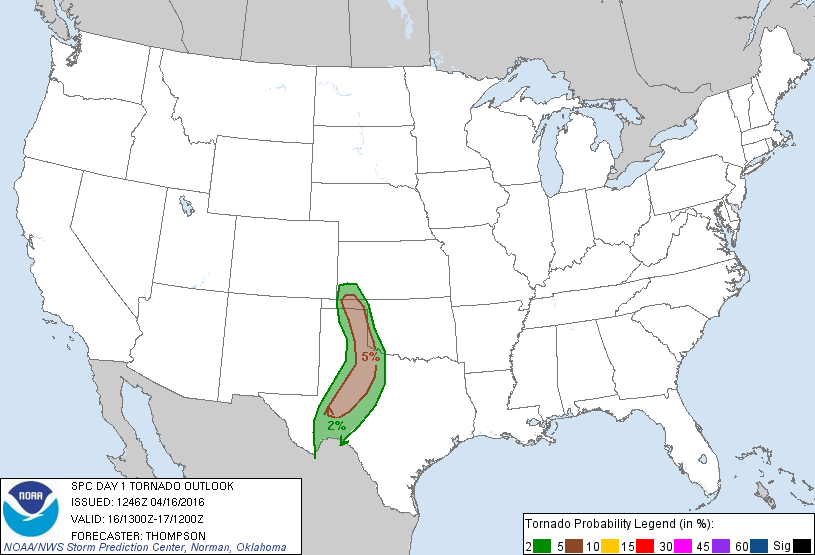 5%
2%
NOAA
SPC DAY 1 TORNADO OUTLOOK
ISSUED: 1246Z 04/16/2016
VALID: 16/1300Z-17/1200Z
FORECASTER: THOMPSON
NOAA/NWS Storm Prediction Center, Norman, Oklahoma
Tornado Probability Legend (in %):
2 5 10 15 30 45 60 Sig